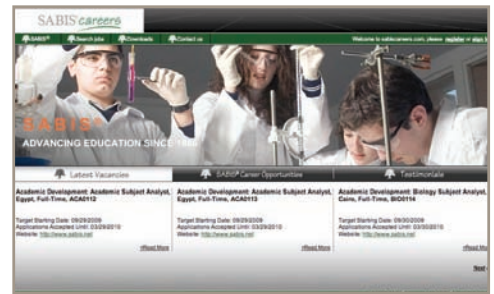 SABIS® careers
SABIS® Search jobs Downloads Contact us Welcome to sabiscareers.com, please register or sign in
SABIS®
ADVANCING EDUCATION SINCE
Latest Vacancies SABIS® Career Opportunities Testimonials
Academic Development: Academic Subject Analyst, Egypt, Full-Time, ACA0112
Target Starting Date: 09/29/2009
Applications Accepted Until: 03/29/2010
Website: http://www.sabis.net
»Read More
Academic Development: Academic Subject Analyst, Egypt, Full-Time, ACA0113
Target Starting Date: 09/29/2009
Applications Accepted Until: 03/29/2010
Website: http://www.sabis.net
»Read More
Academic Development: Biology Subject Analyst, Cairo, Full-Time, BIO0114
Target Starting Date: 09/30/2009
Applications Accepted Until: 03/30/2010
Website: http://www.sabis.net
»Read More
Next